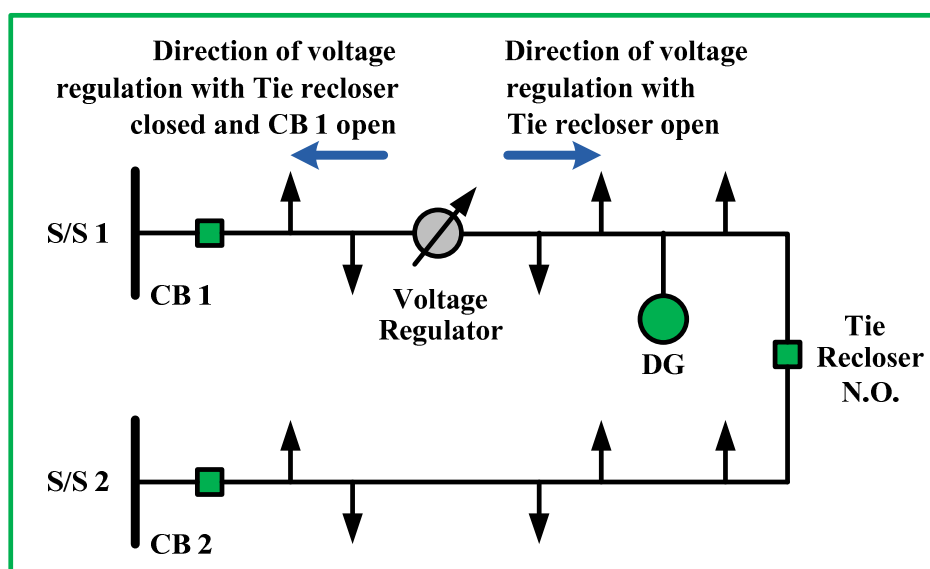 Direction of voltage
regulation with Tie recloser
closed and CB 1 open
Direction of voltage
regulation with
Tie recloser open
S/S 1
CB 1
Voltage
Regulator
DG
Tie
Recloser
N.O.
S/S 2
CB 2